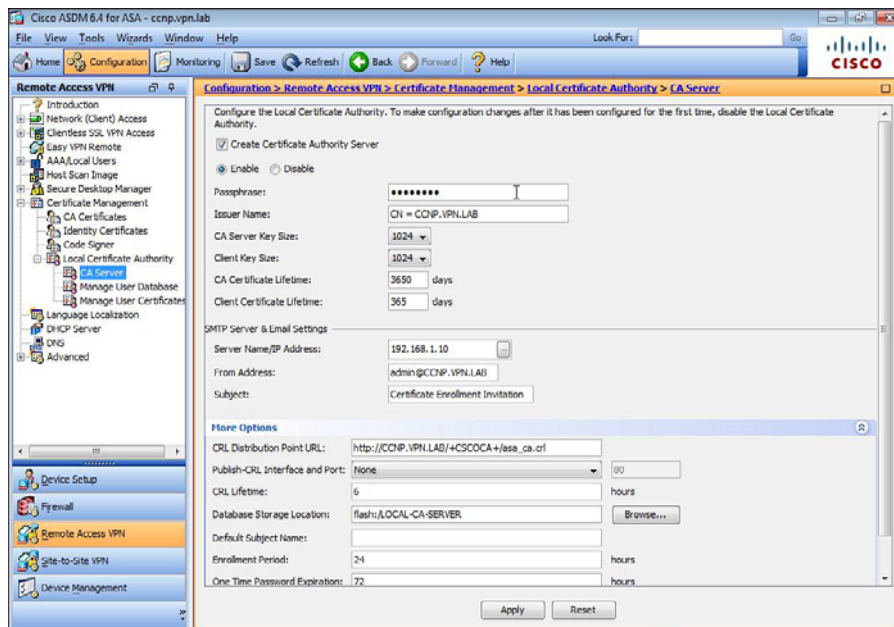 Cisco ASDM 6.4 for ASA - ccnp.vpn.lab
File View Tools Wizards Window Help
Look For:
Go
Home Configuration Monitoring Save Refresh Back Forward Help
CISCO
Remote Access VPN
Introduction
Network (Client) Access
Clientless SSL VPN Access
Easy VPN Remote
AAA/Local Users
Host Scan Image
Secure Desktop Manager
Certificate Management
CA Certificates
Identity Certificates
Code Signer
Local Certificate Authority
CA Server
Manage User Database
Manage User Certificates
Language Localization
DHCP Server
DNS
Advanced
Device Setup
Firewall
Remote Access VPN
Site-to-Site VPN
Device Management
Configuration > Remote Access VPN > Certificate Management > Local Certificate Authority > CA Server
Configure the Local Certificate Authority. To make configuration changes after it has been configured for the first time, disable the Local Certificate
Authority.
Create Certificate Authority Server
Enable Disable
Passphrase: ••••••••
Issuer Name: CN = CCNP.VPN.LAB
CA Server Key Size: 1024
Client Key Size: 1024
CA Certificate Lifetime: 3650 days
Client Certificate Lifetime: 365 days
SMTP Server & Email Settings
Server Name/IP Address: 192.168.1.10 ...
From Address: admin@CCNP.VPN.LAB
Subject: Certificate Enrollment Invitation
More Options
CRL Distribution Point URL: http://CCNP.VPN.LAB/+CSCOCA+/asa_ca.crl
Publish-CRL Interface and Port: None 80
CRL Lifetime: 6 hours
Database Storage Location: flash:/LOCAL-CA-SERVER Browse...
Default Subject Name:
Enrollment Period: 24 hours
One Time Password Expiration: 72 hours
Apply Reset